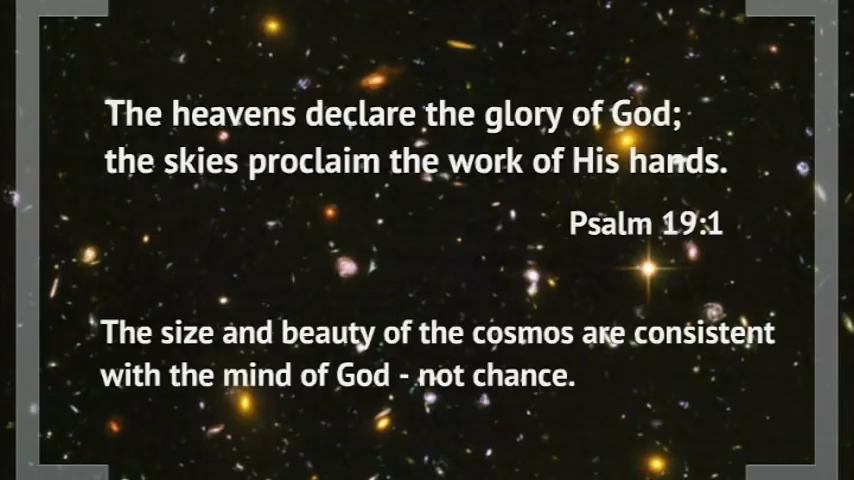 The heavens declare the glory of God;
the skies proclaim the work of His hands.
Psalm 19:1
The size and beauty of the cosmos are consistent
with the mind of God - not chance.